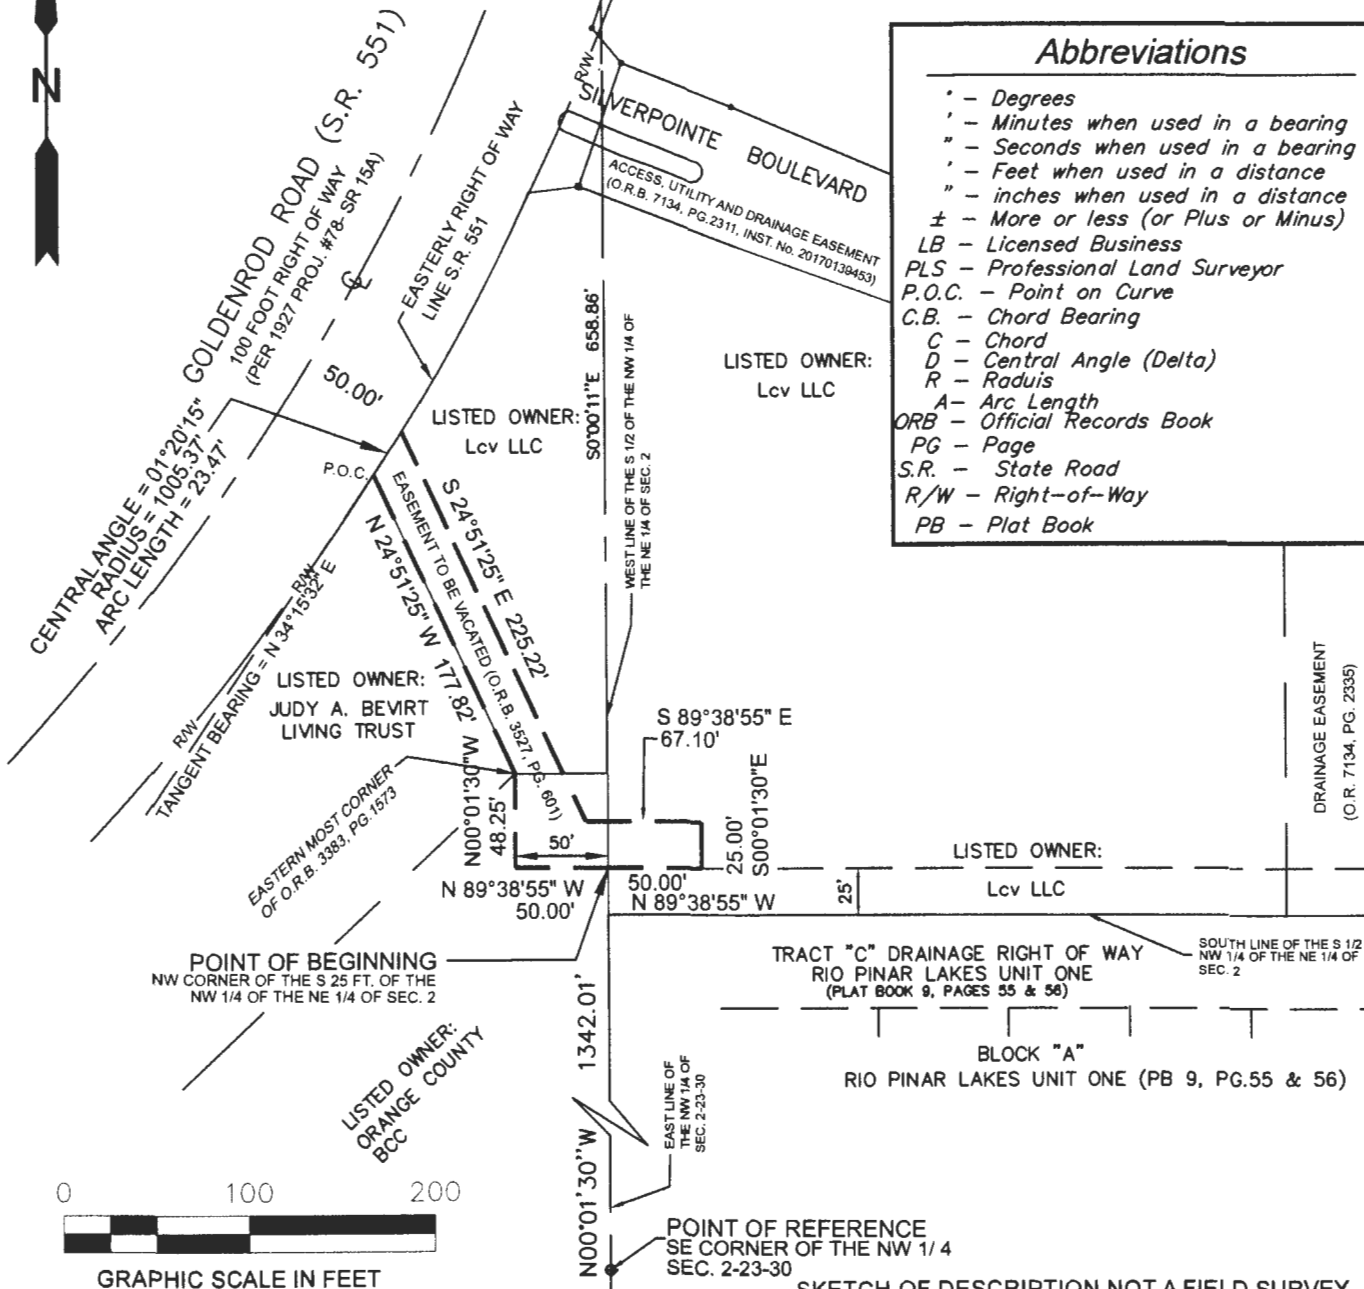 N
GOLDENROD ROAD (S.R. 551)
100 FOOT RIGHT OF WAY
(PER 1927 PROJ. #78- SR 15A)
℄
50.00'
EASTERLY RIGHT OF WAY
LINE S.R. 551
R/W
SILVERPOINTE BOULEVARD
ACCESS, UTILITY AND DRAINAGE EASEMENT
(O.R.B. 7134, PG.2311, INST. No. 20170139453)
Abbreviations
° - Degrees
' - Minutes when used in a bearing
" - Seconds when used in a bearing
' - Feet when used in a distance
" - inches when used in a distance
± - More or less (or Plus or Minus)
LB - Licensed Business
PLS - Professional Land Surveyor
P.O.C. - Point on Curve
C.B. - Chord Bearing
C - Chord
D - Central Angle (Delta)
R - Raduis
A- Arc Length
ORB - Official Records Book
PG - Page
S.R. - State Road
R/W - Right-of-Way
PB - Plat Book
S0°00'11"E 658.86'
WEST LINE OF THE S 1/2 OF THE NW 1/4 OF
THE NE 1/4 OF SEC. 2
LISTED OWNER:
Lcv LLC
LISTED OWNER:
Lcv LLC
CENTRAL ANGLE = 01°20'15"
RADIUS = 1005.37'
ARC LENGTH = 23.47'
P.O.C.
S 24°51'25" E 225.22'
EASEMENT TO BE VACATED (O.R.B. 3527, PG. 601)
N 24°51'25" W 177.82'
R/W
R/W
TANGENT BEARING = N 34°15'32" E
LISTED OWNER:
JUDY A. BEVIRT
LIVING TRUST
S 89°38'55" E
67.10'
DRAINAGE EASEMENT
(O.R. 7134, PG. 2335)
EASTERN MOST CORNER
OF O.R.B. 3383, PG.1573
N00°01'30"W
48.25'
50'
25.00'
S00°01'30"E
N 89°38'55" W
50.00'
50.00'
N 89°38'55" W
25'
LISTED OWNER:
Lcv LLC
POINT OF BEGINNING
NW CORNER OF THE S 25 FT. OF THE
NW 1/4 OF THE NE 1/4 OF SEC. 2
TRACT "C" DRAINAGE RIGHT OF WAY
RIO PINAR LAKES UNIT ONE
(PLAT BOOK 9, PAGES 55 & 56)
SOUTH LINE OF THE S 1/2
NW 1/4 OF THE NE 1/4 OF
SEC. 2
BLOCK "A"
RIO PINAR LAKES UNIT ONE (PB 9, PG.55 & 56)
LISTED OWNER:
ORANGE COUNTY
BCC
1342.01'
N00°01'30"W
EAST LINE OF
THE NW 1/4 OF
SEC. 2-23-30
0 100 200
GRAPHIC SCALE IN FEET
POINT OF REFERENCE
SE CORNER OF THE NW 1/ 4
SEC. 2-23-30
SKETCH OF DESCRIPTION NOT A FIELD SURVEY